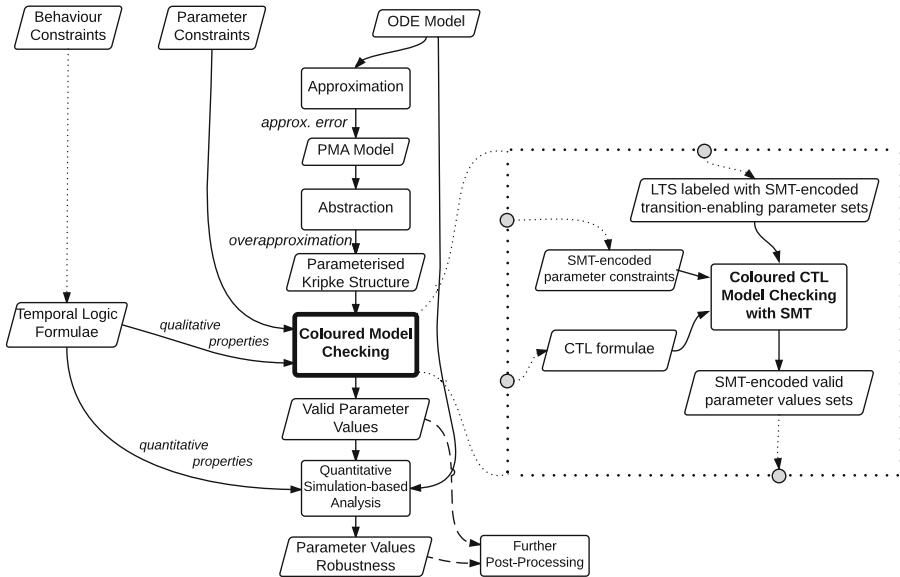 Behaviour
Constraints
Parameter
Constraints
ODE Model
Approximation
approx. error
PMA Model
Abstraction
overapproximation
Parameterised
Kripke Structure
Temporal Logic
Formulae
qualitative
properties
Coloured Model
Checking
Valid Parameter
Values
quantitative
properties
Quantitative
Simulation-based
Analysis
Parameter Values
Robustness
Further
Post-Processing
LTS labeled with SMT-encoded
transition-enabling parameter sets
SMT-encoded
parameter constraints
Coloured CTL
Model Checking
with SMT
CTL formulae
SMT-encoded valid
parameter values sets